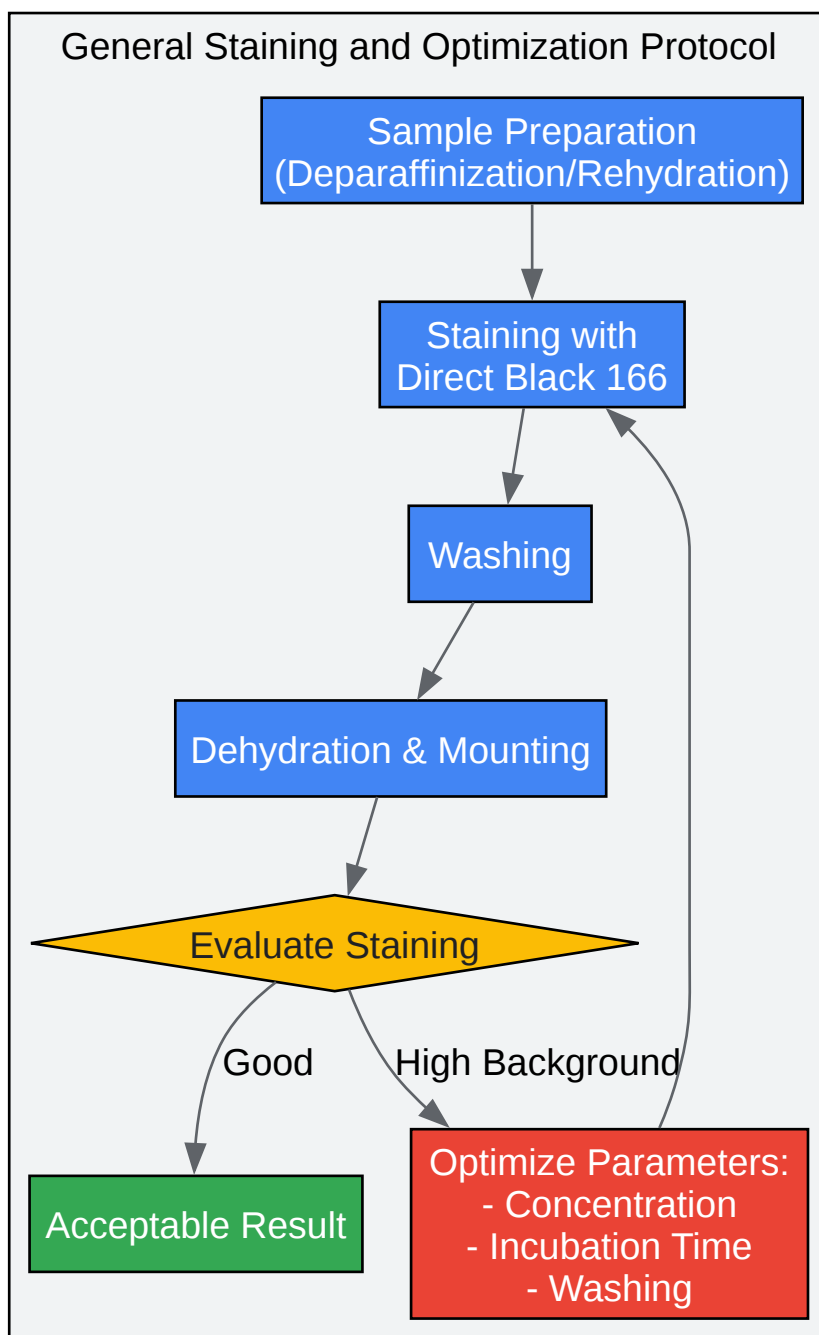 General Staining and Optimization Protocol
Sample Preparation
(Deparaffinization/Rehydration)
Staining with
Direct Black 166
Washing
Dehydration & Mounting
Evaluate Staining
Good
High Background
Acceptable Result
Optimize Parameters:
- Concentration
- Incubation Time
- Washing